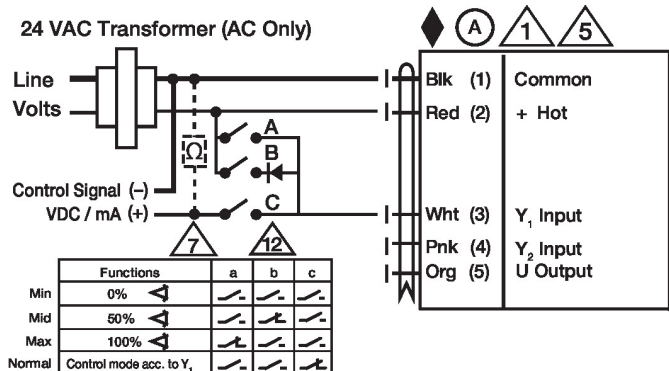 24 VAC Transformer (AC Only)
A 1 5
Line
Volts
Blk (1) Common
Red (2) + Hot
A
B
Ω
Control Signal (–)
VDC / mA (+)
C
Wht (3) Y₁ Input
Pnk (4) Y₂ Input
Org (5) U Output
7 12
Functions a b c
Min 0%
Mid 50%
Max 100%
Normal Control mode acc. to Y₁